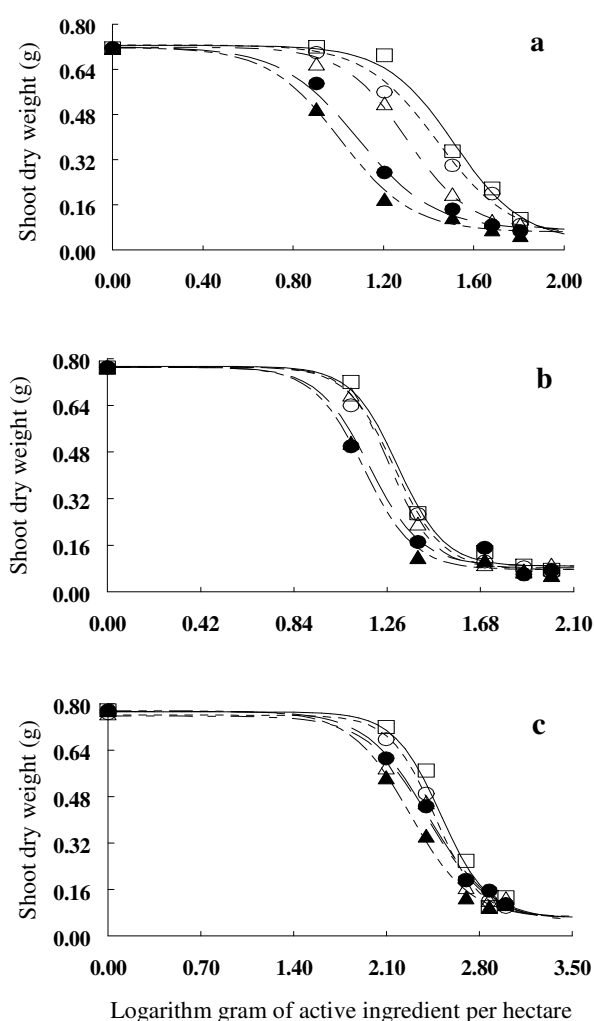 a
Shoot dry weight (g)
0.80
0.64
0.48
0.32
0.16
0.00
0.00 0.40 0.80 1.20 1.60 2.00
b
Shoot dry weight (g)
0.80
0.64
0.48
0.32
0.16
0.00
0.00 0.42 0.84 1.26 1.68 2.10
c
Shoot dry weight (g)
0.80
0.64
0.48
0.32
0.16
0.00
0.00 0.70 1.40 2.10 2.80 3.50
Logarithm gram of active ingredient per hectare